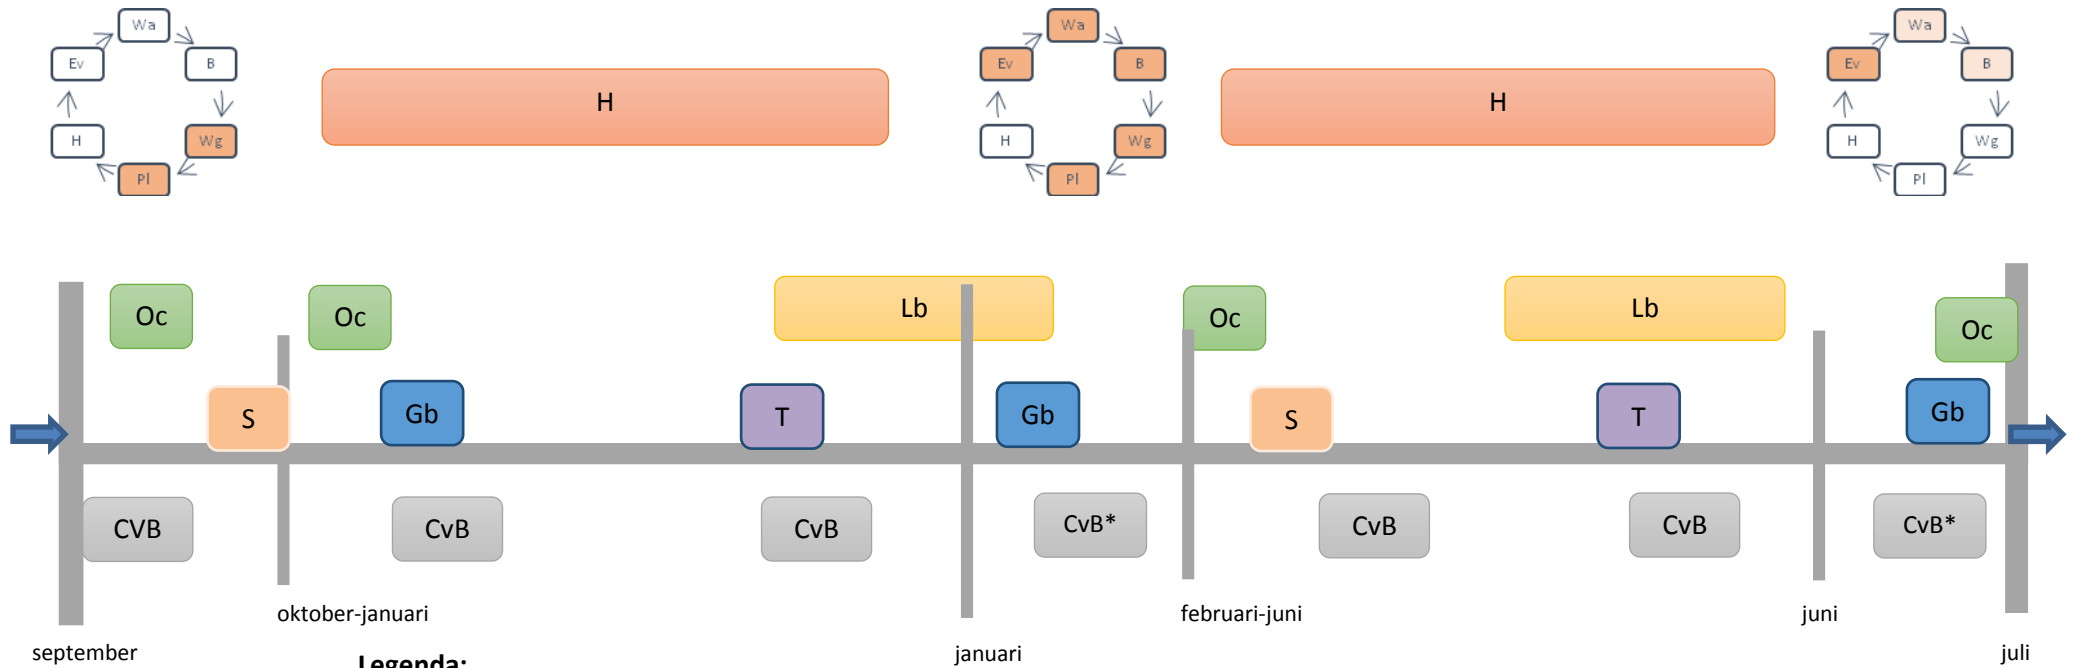 Wa
Ev
B
H
Wg
Pl
H
Wa
Ev
B
H
Wg
Pl
H
Wa
Ev
B
H
Wg
Pl
Oc
Oc
Lb
Oc
Lb
Oc
S
Gb
T
Gb
S
T
Gb
CVB
CvB
CvB
CvB*
CvB
CvB
CvB*
oktober-januari
februari-juni
juni
september
januari
juli
Legenda: